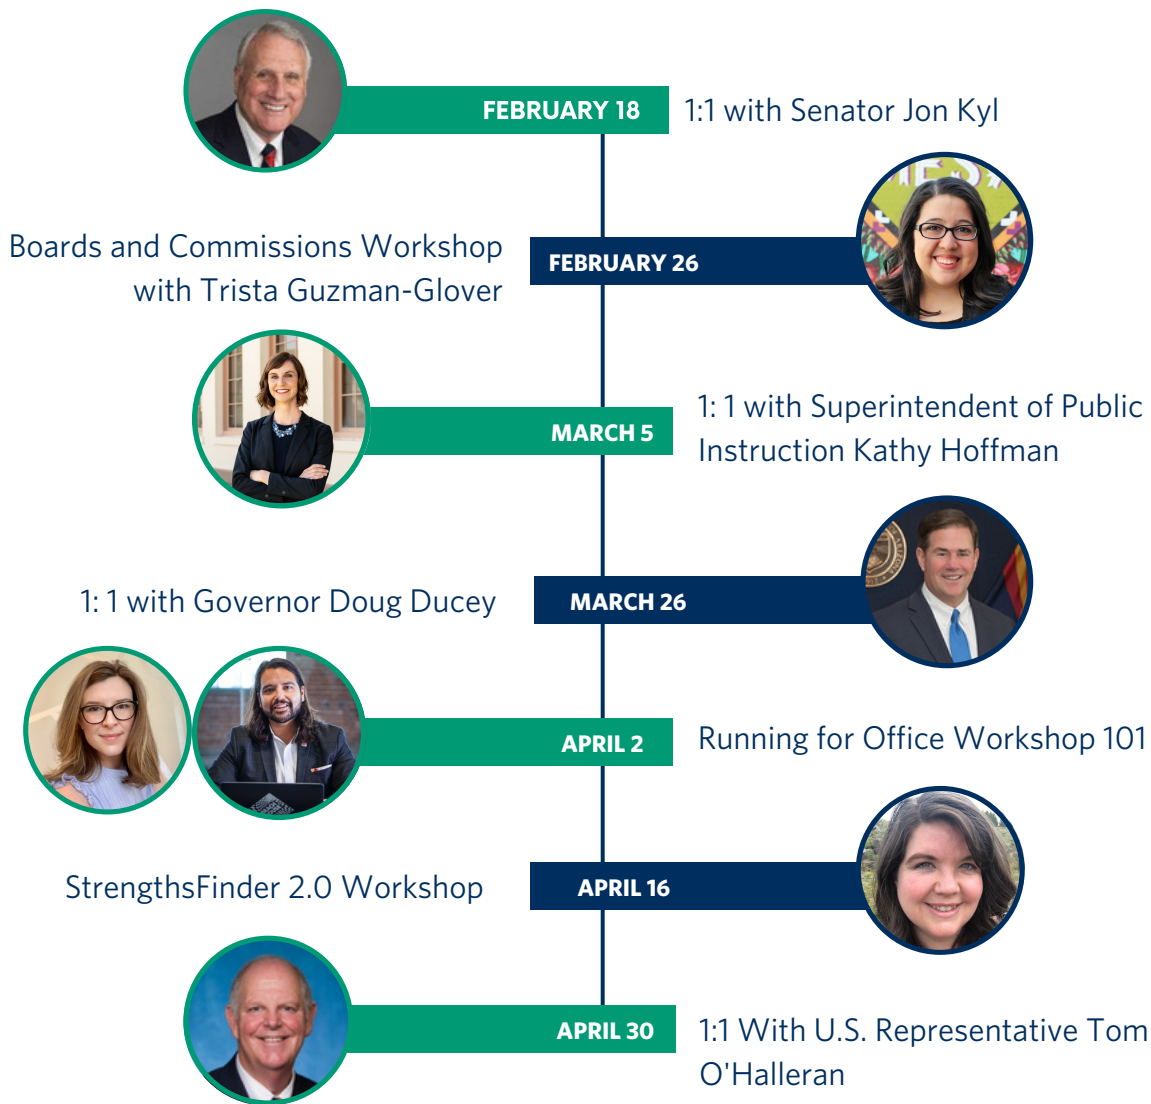 FEBRUARY 18
1:1 with Senator Jon Kyl
Boards and Commissions Workshop
with Trista Guzman-Glover
FEBRUARY 26
MARCH 5
1: 1 with Superintendent of Public
Instruction Kathy Hoffman
1: 1 with Governor Doug Ducey
MARCH 26
APRIL 2
Running for Office Workshop 101
StrengthsFinder 2.0 Workshop
APRIL 16
APRIL 30
1:1 With U.S. Representative Tom
O'Halleran